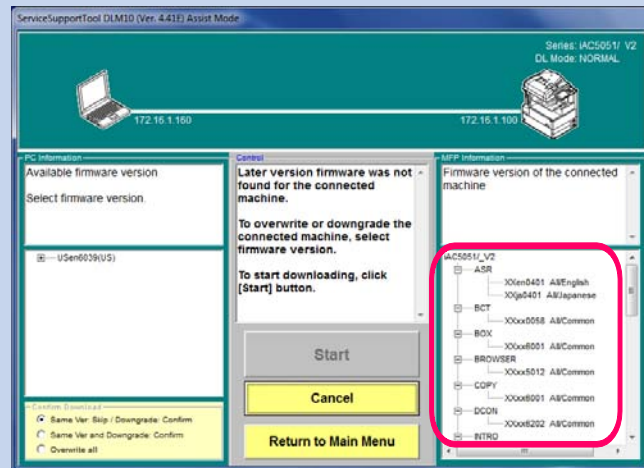 ServiceSupportTool DLM10 (Ver. 4.41E) Assist Mode
Series: iAC5051/ V2
DL Mode: NORMAL
172.16.1.160
172.16.1.100
PC Information
Available firmware version
Select firmware version.
USen6039(US)
Confirm Download
Same Ver: Skip / Downgrade: Confirm
Same Ver and Downgrade: Confirm
Overwrite all
Control
Later version firmware was not
found for the connected
machine.
To overwrite or downgrade the
connected machine, select
firmware version.
To start downloading, click
[Start] button.
Start
Cancel
Return to Main Menu
MFP Information
Firmware version of the connected
machine
iAC5051/_V2
ASR
XXen0401 All/English
XXja0401 All/Japanese
BCT
XXxx0058 All/Common
BOX
XXxx6001 All/Common
BROWSER
XXxx5012 All/Common
COPY
XXxx6001 All/Common
DCON
XXxx6202 All/Common
INTRO